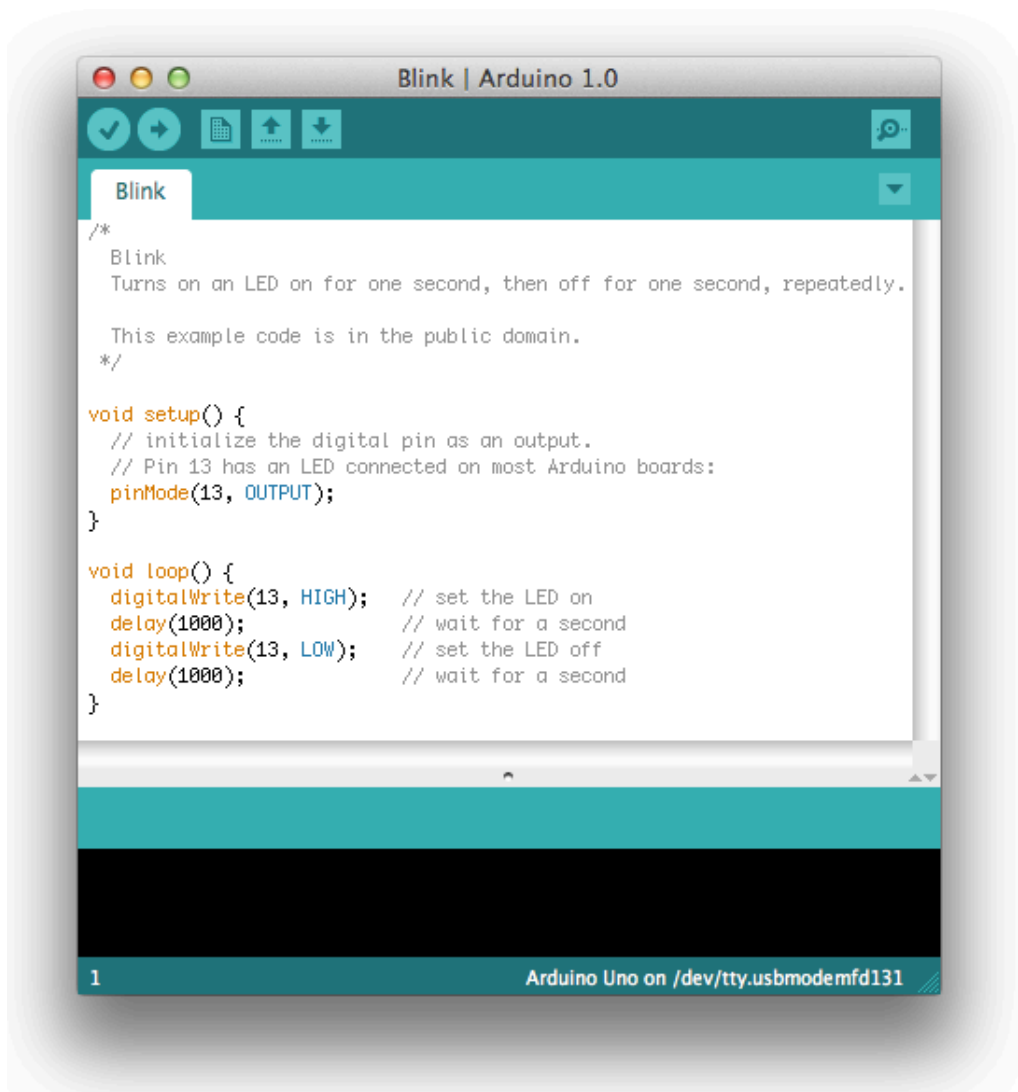 Blink | Arduino 1.0
Blink
/*
  Blink
  Turns on an LED on for one second, then off for one second, repeatedly.

  This example code is in the public domain.
 */

void setup() {
  // initialize the digital pin as an output.
  // Pin 13 has an LED connected on most Arduino boards:
  pinMode(13, OUTPUT);
}

void loop() {
  digitalWrite(13, HIGH);   // set the LED on
  delay(1000);              // wait for a second
  digitalWrite(13, LOW);    // set the LED off
  delay(1000);              // wait for a second
}
1
Arduino Uno on /dev/tty.usbmodemfd131